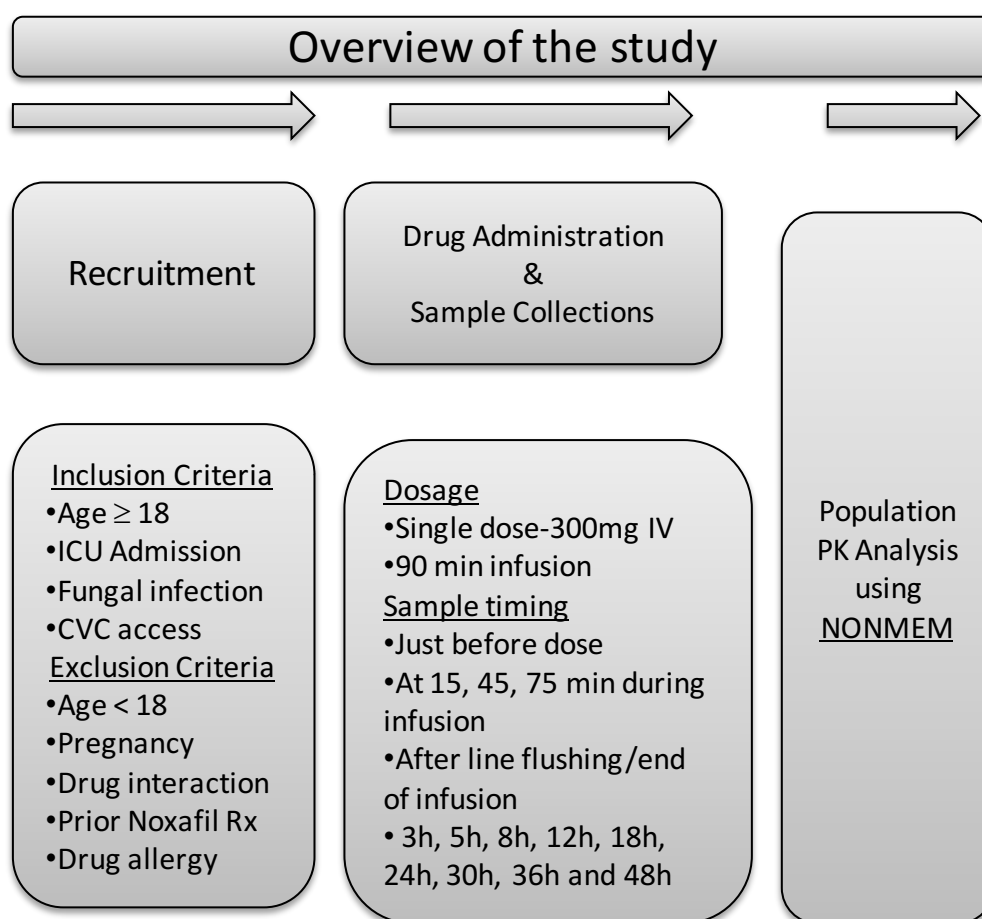 Overview of the study
Recruitment
Drug Administration
&
Sample Collections
Inclusion Criteria
•Age ≥ 18
•ICU Admission
•Fungal infection
•CVC access
Exclusion Criteria
•Age < 18
•Pregnancy
•Drug interaction
•Prior Noxafil Rx
•Drug allergy
Dosage
•Single dose-300mg IV
•90 min infusion
Sample timing
•Just before dose
•At 15, 45, 75 min during
infusion
•After line flushing/end
of infusion
• 3h, 5h, 8h, 12h, 18h,
24h, 30h, 36h and 48h
Population
PK Analysis
using
NONMEM